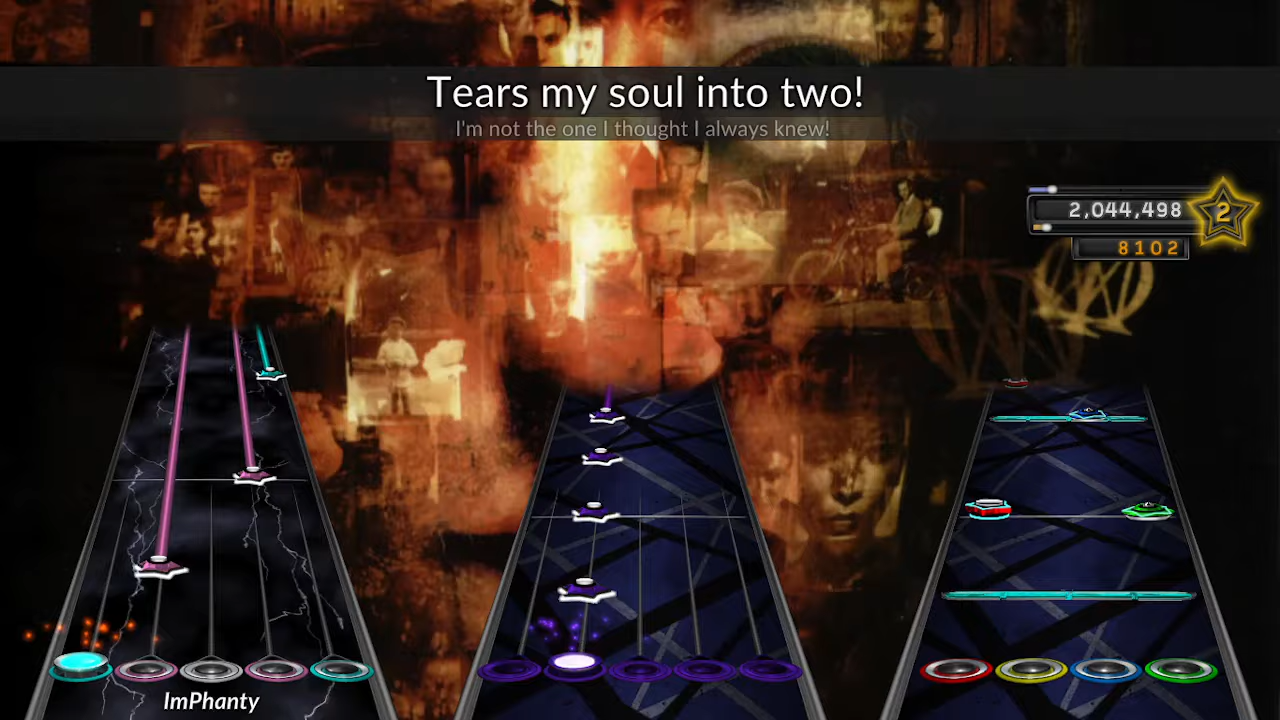 Tears my soul into two!
I'm not the one I thought I always knew!
2,044,498
2
8102
ImPhanty